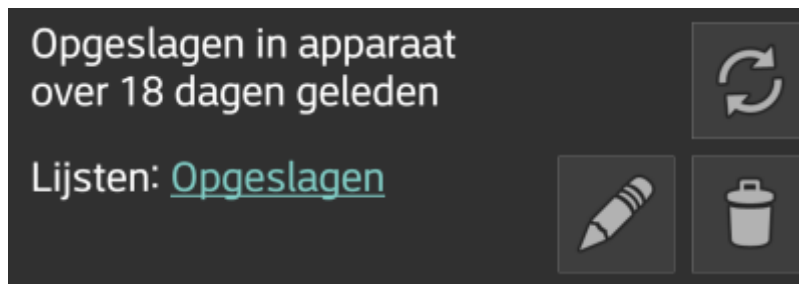 Opgeslagen in apparaat
over 18 dagen geleden
Lijsten: Opgeslagen